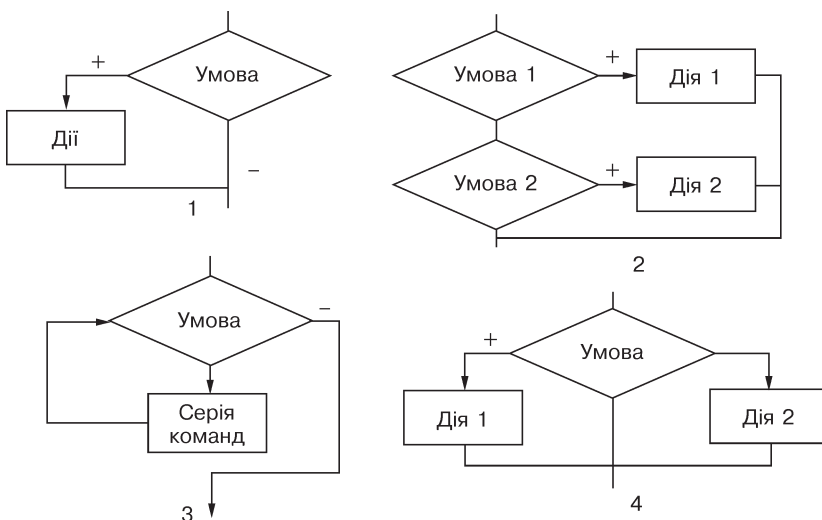 +
Умова
Дії
–
1
Умова 1
+
Дія 1
Умова 2
+
Дія 2
2
Умова
–
Серія
команд
3
+
Умова
Дія 1
Дія 2
4